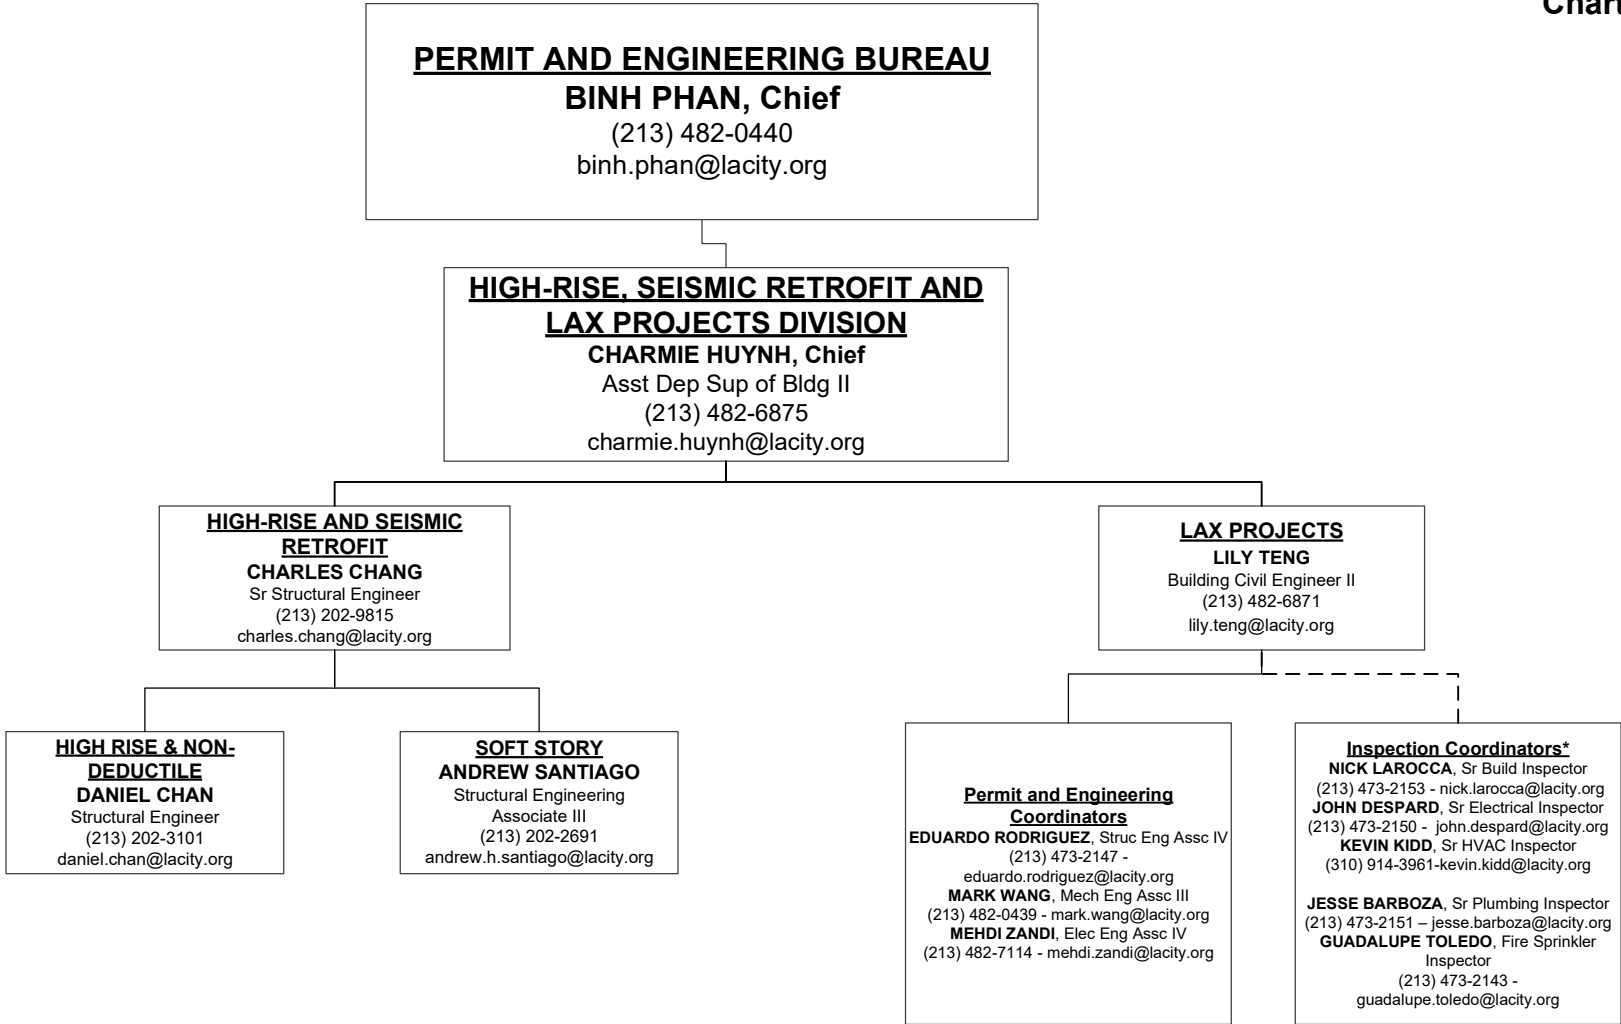 Chart
PERMIT AND ENGINEERING BUREAU
BINH PHAN, Chief
(213) 482-0440
binh.phan@lacity.org
HIGH-RISE, SEISMIC RETROFIT AND
LAX PROJECTS DIVISION
CHARMIE HUYNH, Chief
Asst Dep Sup of Bldg II
(213) 482-6875
charmie.huynh@lacity.org
HIGH-RISE AND SEISMIC
RETROFIT
CHARLES CHANG
Sr Structural Engineer
(213) 202-9815
charles.chang@lacity.org
LAX PROJECTS
LILY TENG
Building Civil Engineer II
(213) 482-6871
lily.teng@lacity.org
HIGH RISE & NON-
DEDUCTILE
DANIEL CHAN
Structural Engineer
(213) 202-3101
daniel.chan@lacity.org
SOFT STORY
ANDREW SANTIAGO
Structural Engineering
Associate III
(213) 202-2691
andrew.h.santiago@lacity.org
Permit and Engineering
Coordinators
EDUARDO RODRIGUEZ, Struc Eng Assc IV
(213) 473-2147 -
eduardo.rodriguez@lacity.org
MARK WANG, Mech Eng Assc III
(213) 482-0439 - mark.wang@lacity.org
MEHDI ZANDI, Elec Eng Assc IV
(213) 482-7114 - mehdi.zandi@lacity.org
Inspection Coordinators*
NICK LAROCCA, Sr Build Inspector
(213) 473-2153 - nick.larocca@lacity.org
JOHN DESPARD, Sr Electrical Inspector
(213) 473-2150 - john.despard@lacity.org
KEVIN KIDD, Sr HVAC Inspector
(310) 914-3961-kevin.kidd@lacity.org
JESSE BARBOZA, Sr Plumbing Inspector
(213) 473-2151 – jesse.barboza@lacity.org
GUADALUPE TOLEDO, Fire Sprinkler
Inspector
(213) 473-2143 -
guadalupe.toledo@lacity.org